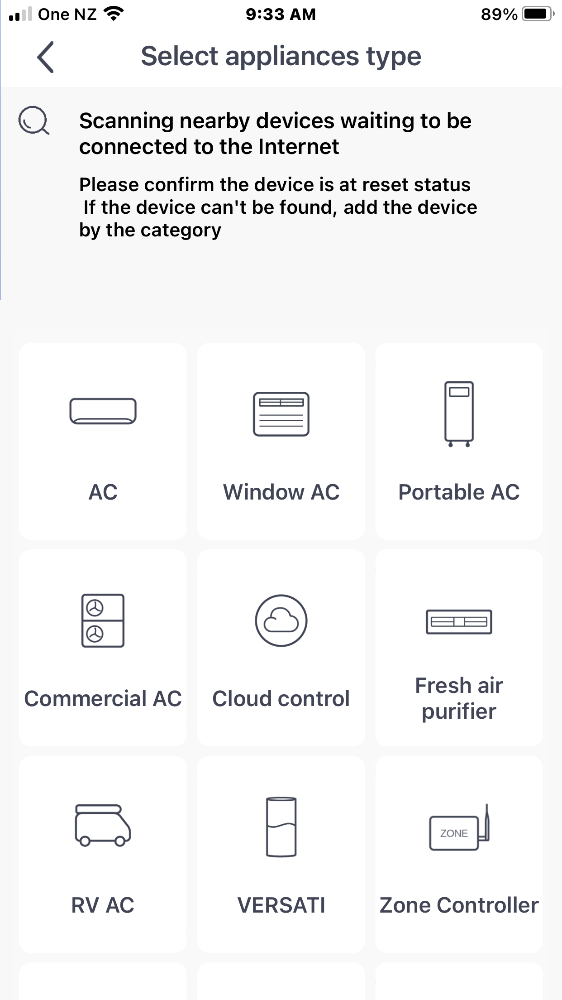 One NZ 9:33 AM 89%
Select appliances type
Scanning nearby devices waiting to be
connected to the Internet
Please confirm the device is at reset status
If the device can't be found, add the device
by the category
AC Window AC Portable AC
Commercial AC Cloud control Fresh air
purifier
ZONE
RV AC VERSATI Zone Controller